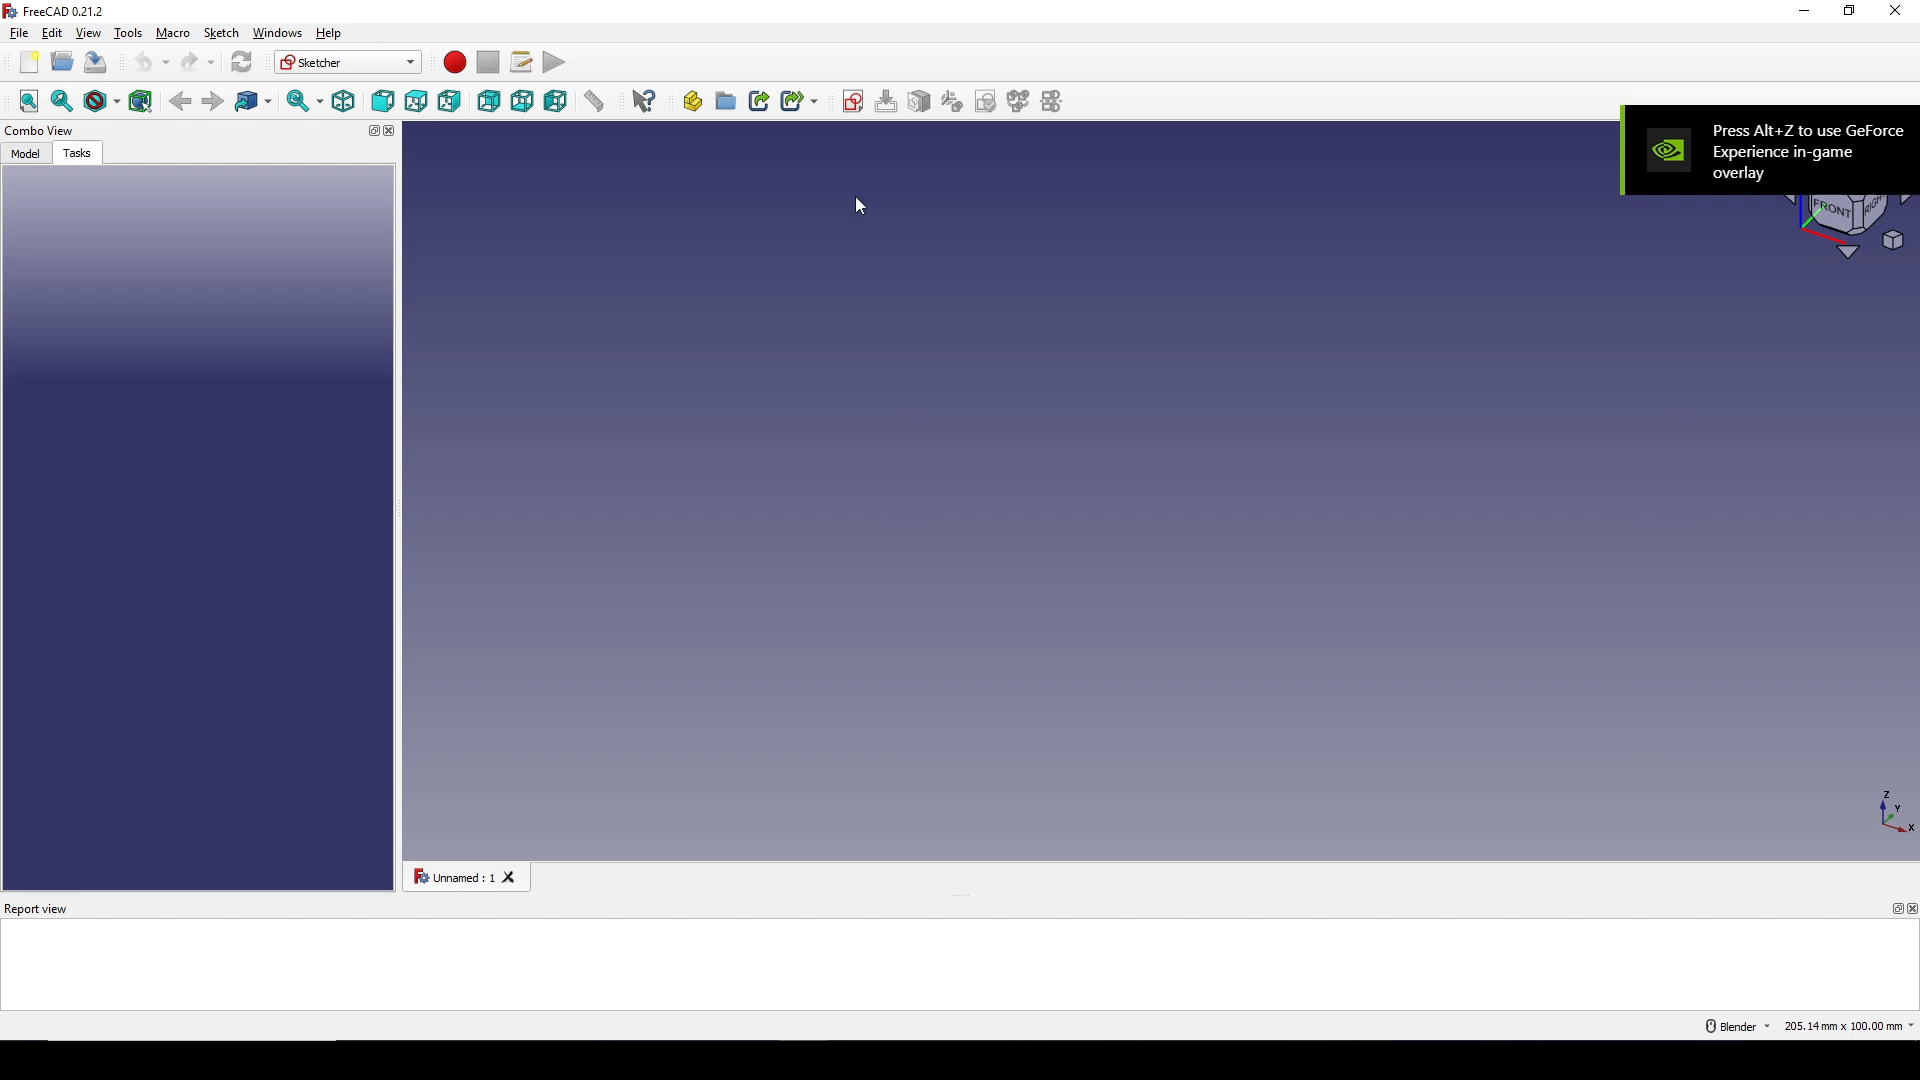 FreeCAD 0.21.2
File Edit View Tools Macro Sketch Windows Help
Sketcher
Combo View
Model Tasks
Press Alt+Z to use GeForce
Experience in-game
overlay
FRONT RIGHT
Z
Y
X
Unnamed : 1
Report view
Blender 205.14 mm x 100.00 mm